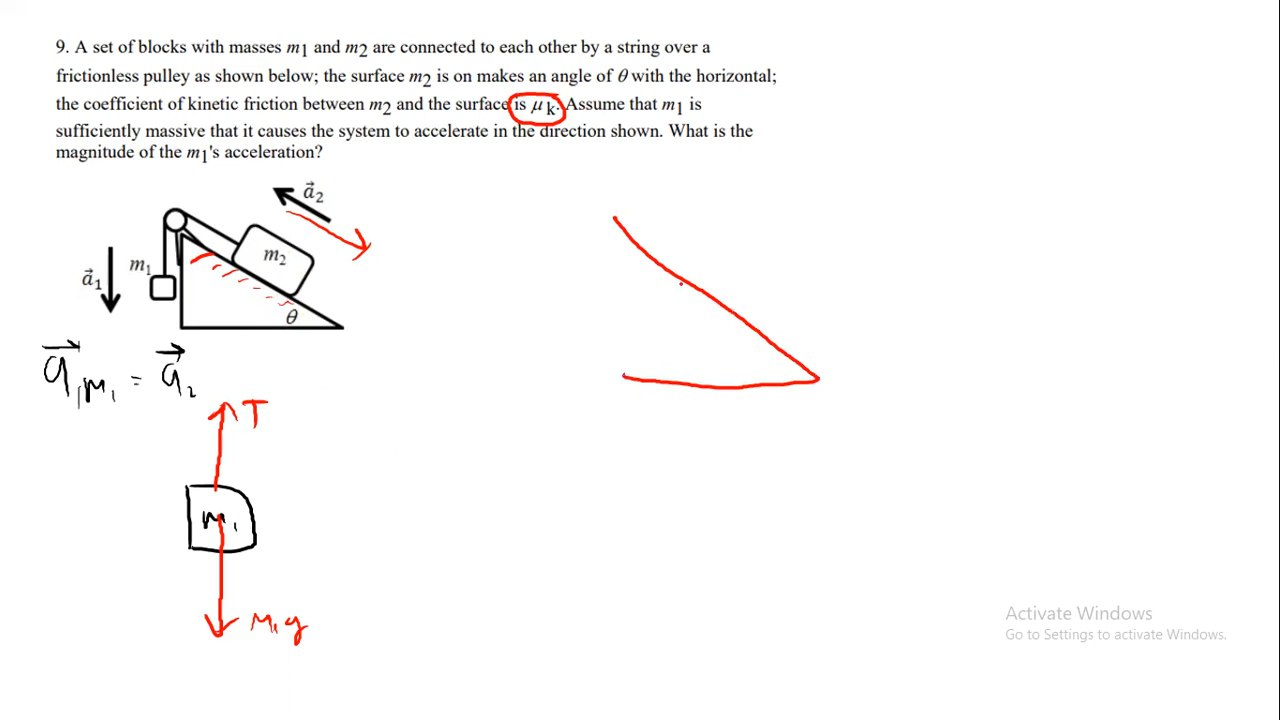 9. A set of blocks with masses m1 and m2 are connected to each other by a string over a
frictionless pulley as shown below; the surface m2 is on makes an angle of θ with the horizontal;
the coefficient of kinetic friction between m2 and the surface is μk. Assume that m1 is
sufficiently massive that it causes the system to accelerate in the direction shown. What is the
magnitude of the m1's acceleration?
a⃗2
m1
m2
a⃗1
θ
a⃗1m1 = a⃗2
T
m1
m1g
Activate Windows
Go to Settings to activate Windows.